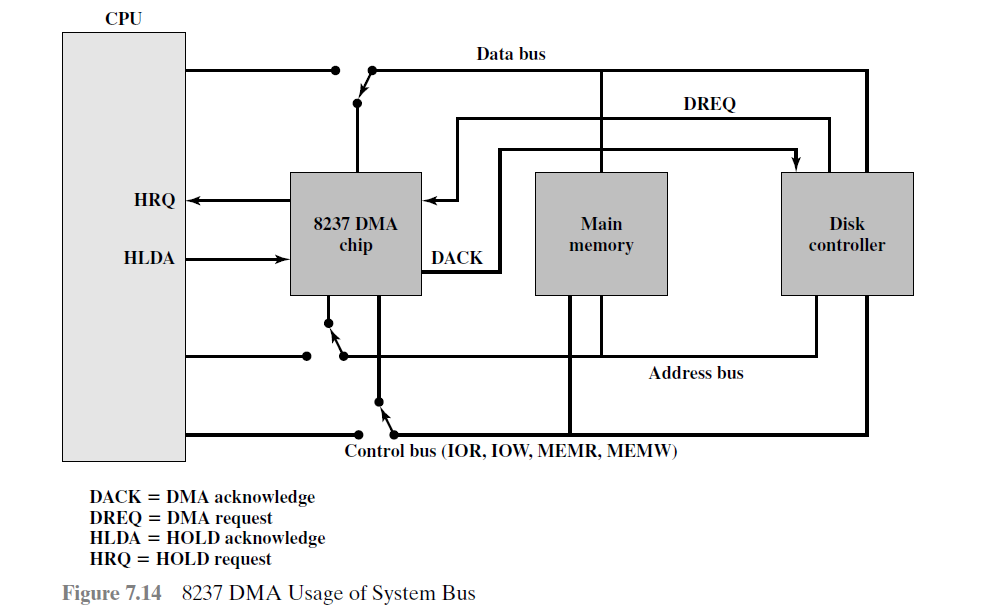 CPU
Data bus
DREQ
HRQ
8237 DMA
chip
Main
memory
Disk
controller
HLDA
DACK
Address bus
Control bus (IOR, IOW, MEMR, MEMW)
DACK = DMA acknowledge
DREQ = DMA request
HLDA = HOLD acknowledge
HRQ = HOLD request
Figure 7.14 8237 DMA Usage of System Bus